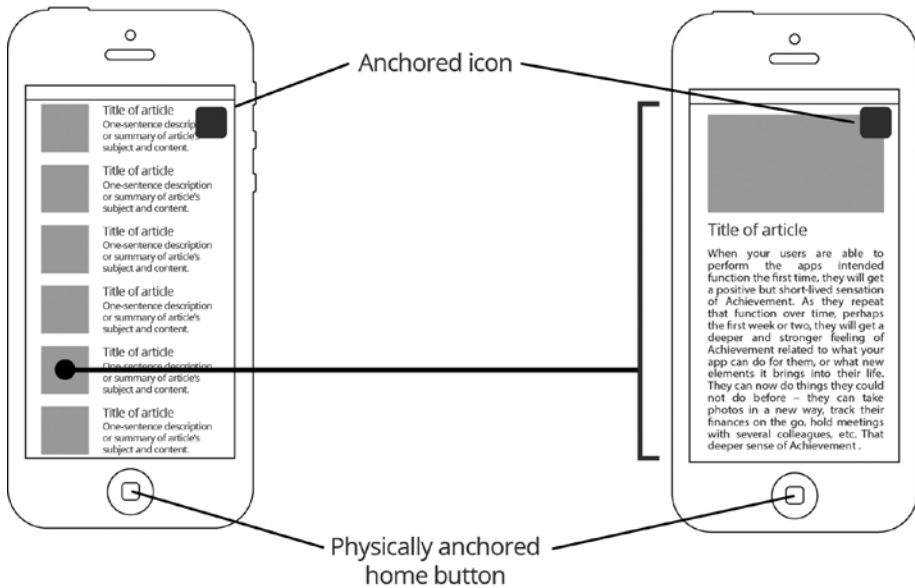 Anchored icon
Title of article
One-sentence description
or summary of article's
subject and content.
Title of article
One-sentence description
or summary of article's
subject and content.
Title of article
One-sentence description
or summary of article's
subject and content.
Title of article
One-sentence description
or summary of article's
subject and content.
Title of article
One-sentence description
or summary of article's
subject and content.
Title of article
One-sentence description
or summary of article's
subject and content.
Title of article
When your users are able to
perform the apps intended
function the first time, they will get
a positive but short-lived sensation
of Achievement. As they repeat
that function over time, perhaps
the first week or two, they will get a
deeper and stronger feeling of
Achievement related to what your
app can do for them, or what new
elements it brings into their life.
They can now do things they could
not do before – they can take
photos in a new way, track their
finances on the go, hold meetings
with several colleagues, etc. That
deeper sense of Achievement .
Physically anchored
home button